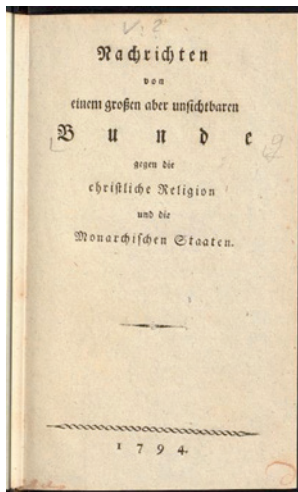 Nachrichten
von
einem großen aber unsichtbaren
Bunde
gegen die
christliche Religion
und die
Monarchischen Staaten.
1794.